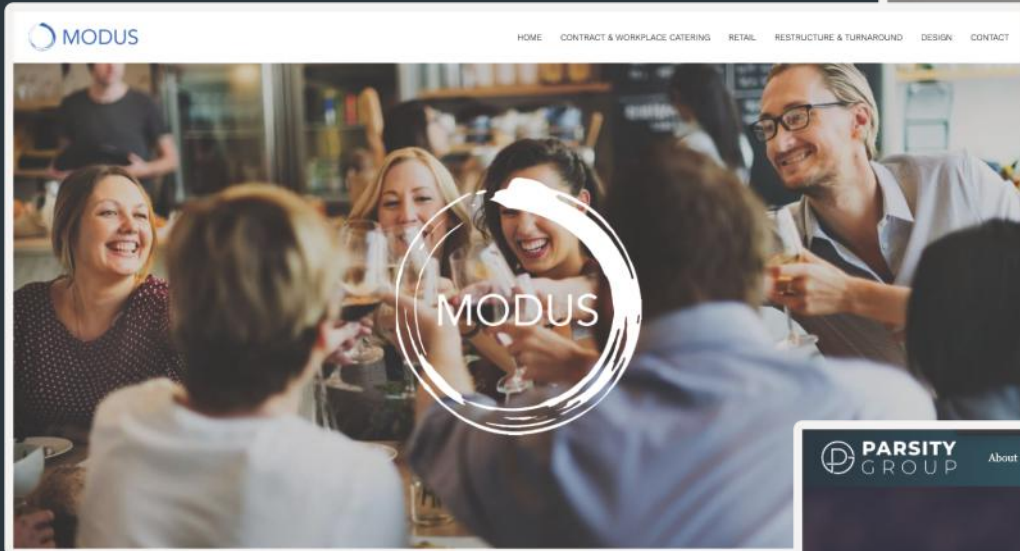 MODUS
HOME CONTRACT & WORKPLACE CATERING RETAIL RESTRUCTURE & TURNAROUND DESIGN CONTACT
MODUS
PARSITY
GROUP
About